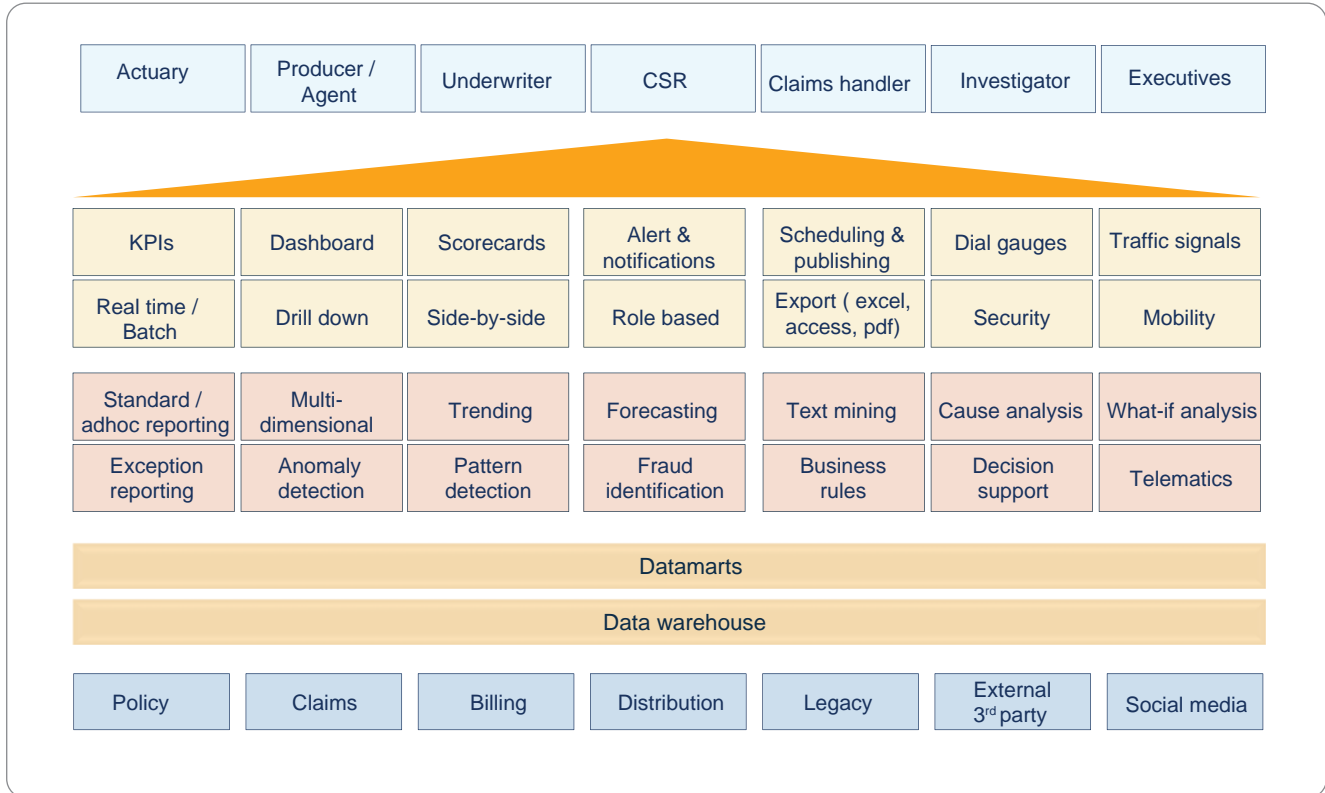 Actuary
Producer /
Agent
Underwriter
CSR
Claims handler
Investigator
Executives
KPIs
Dashboard
Scorecards
Alert &
notifications
Scheduling &
publishing
Dial gauges
Traffic signals
Real time /
Batch
Drill down
Side-by-side
Role based
Export ( excel,
access, pdf)
Security
Mobility
Standard /
adhoc reporting
Multi-
dimensional
Trending
Forecasting
Text mining
Cause analysis
What-if analysis
Exception
reporting
Anomaly
detection
Pattern
detection
Fraud
identification
Business
rules
Decision
support
Telematics
Datamarts
Data warehouse
Policy
Claims
Billing
Distribution
Legacy
External
3rd party
Social media